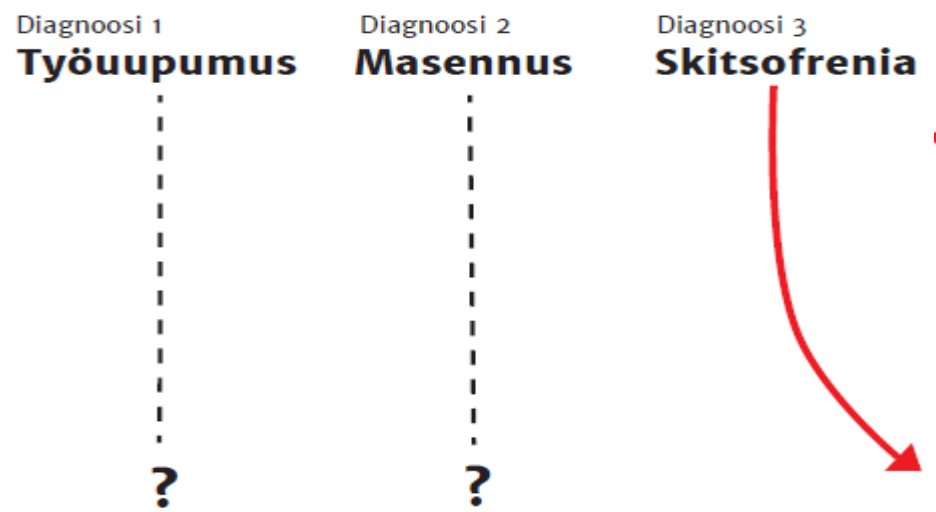 Diagnoosi 1
Työuupumus
Diagnoosi 2
Masennus
Diagnoosi 3
Skitsofrenia
?
?